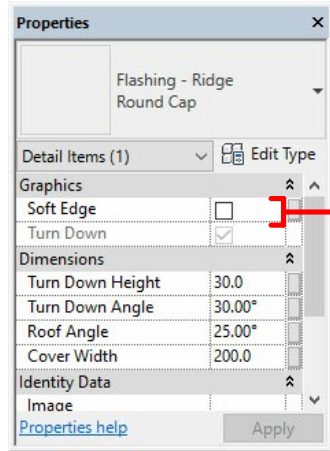 Properties
Flashing - Ridge
Round Cap
Detail Items (1)
Edit Type
Graphics
Soft Edge
Turn Down
Dimensions
Turn Down Height 30.0
Turn Down Angle 30.00°
Roof Angle 25.00°
Cover Width 200.0
Identity Data
Image
Properties help
Apply